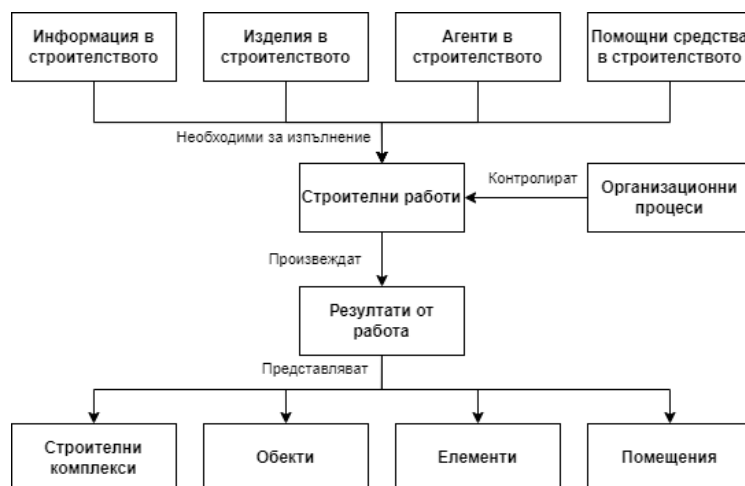 Информация в
строителството
Изделия в
строителството
Агенти в
строителството
Помощни средства
в строителството
Необходими за изпълнение
Строителни работи
Контролират
Организационни
процеси
Произвеждат
Резултати от
работа
Представляват
Строителни
комплекси
Обекти
Елементи
Помещения